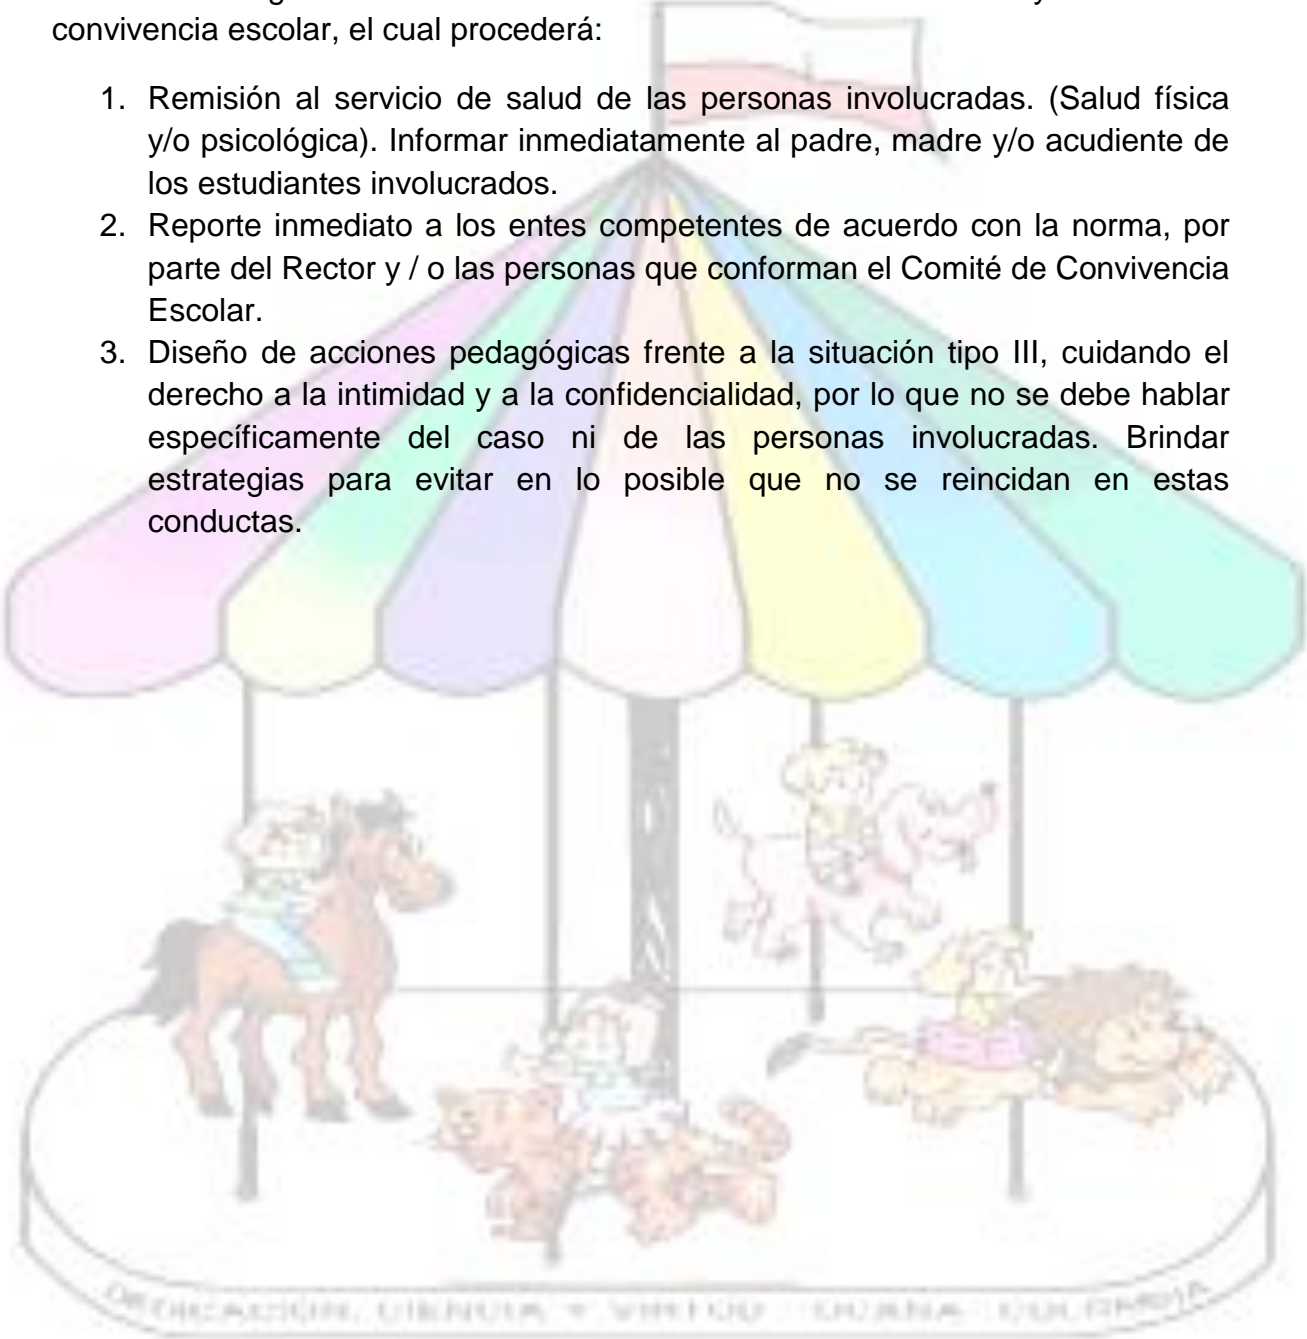 convivencia escolar, el cual procederá:
1. Remisión al servicio de salud de las personas involucradas. (Salud física
y/o psicológica). Informar inmediatamente al padre, madre y/o acudiente de
los estudiantes involucrados.
2. Reporte inmediato a los entes competentes de acuerdo con la norma, por
parte del Rector y / o las personas que conforman el Comité de Convivencia
Escolar.
3. Diseño de acciones pedagógicas frente a la situación tipo III, cuidando el
derecho a la intimidad y a la confidencialidad, por lo que no se debe hablar
específicamente del caso ni de las personas involucradas. Brindar
estrategias para evitar en lo posible que no se reincidan en estas
conductas.
DEDICACIÓN, CIENCIA Y VIRTUD - OCAÑA - COLOMBIA